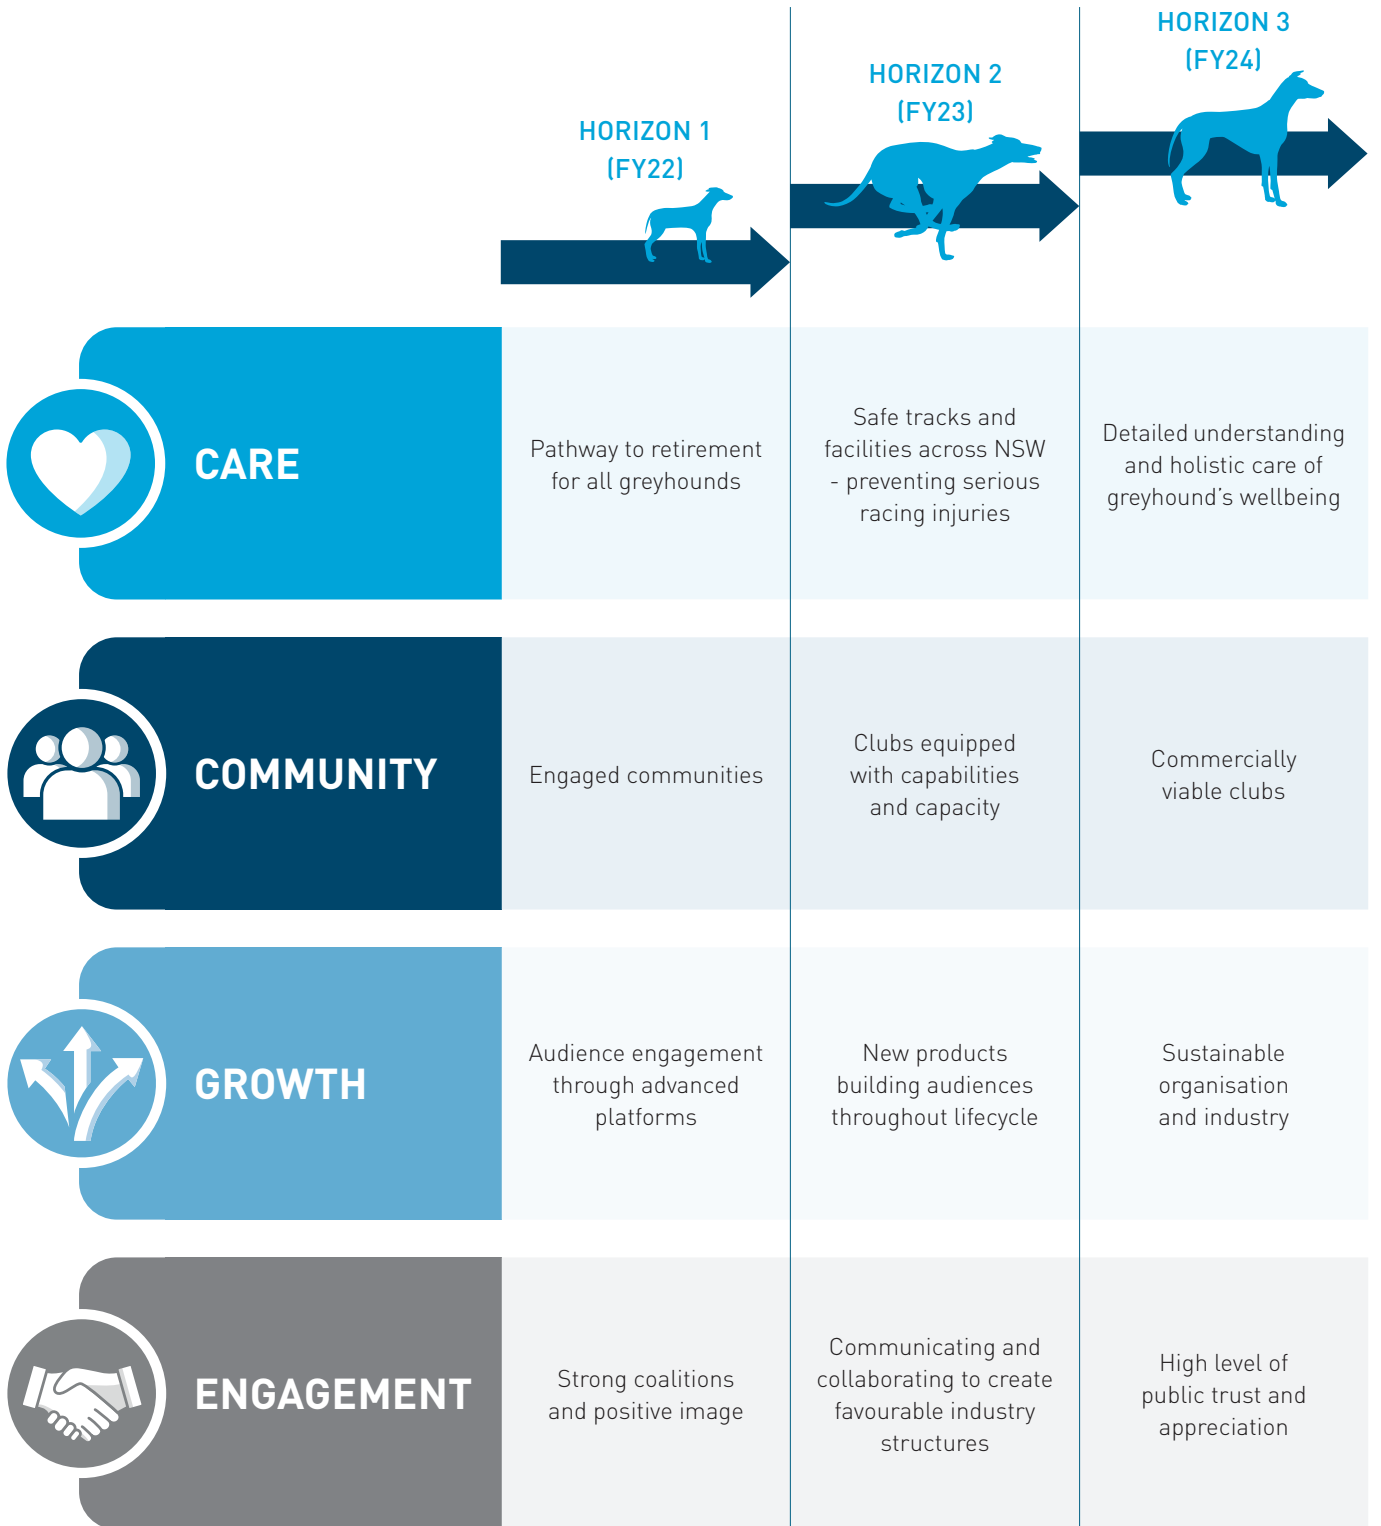 HORIZON 1
(FY22)
HORIZON 2
(FY23)
HORIZON 3
(FY24)
CARE
Pathway to retirement
for all greyhounds
Safe tracks and
facilities across NSW
- preventing serious
racing injuries
Detailed understanding
and holistic care of
greyhound's wellbeing
COMMUNITY
Engaged communities
Clubs equipped
with capabilities
and capacity
Commercially
viable clubs
GROWTH
Audience engagement
through advanced
platforms
New products
building audiences
throughout lifecycle
Sustainable
organisation
and industry
ENGAGEMENT
Strong coalitions
and positive image
Communicating and
collaborating to create
favourable industry
structures
High level of
public trust and
appreciation